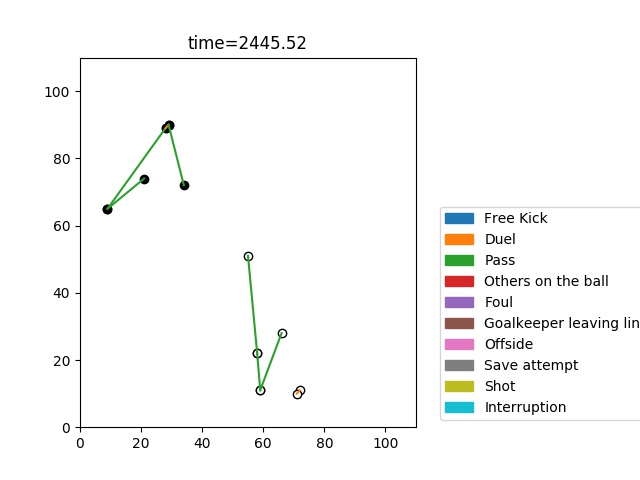 time=2445.52
100
80
60
40
20
0
0 20 40 60 80 100
Free Kick
Duel
Pass
Others on the ball
Foul
Goalkeeper leaving lin
Offside
Save attempt
Shot
Interruption